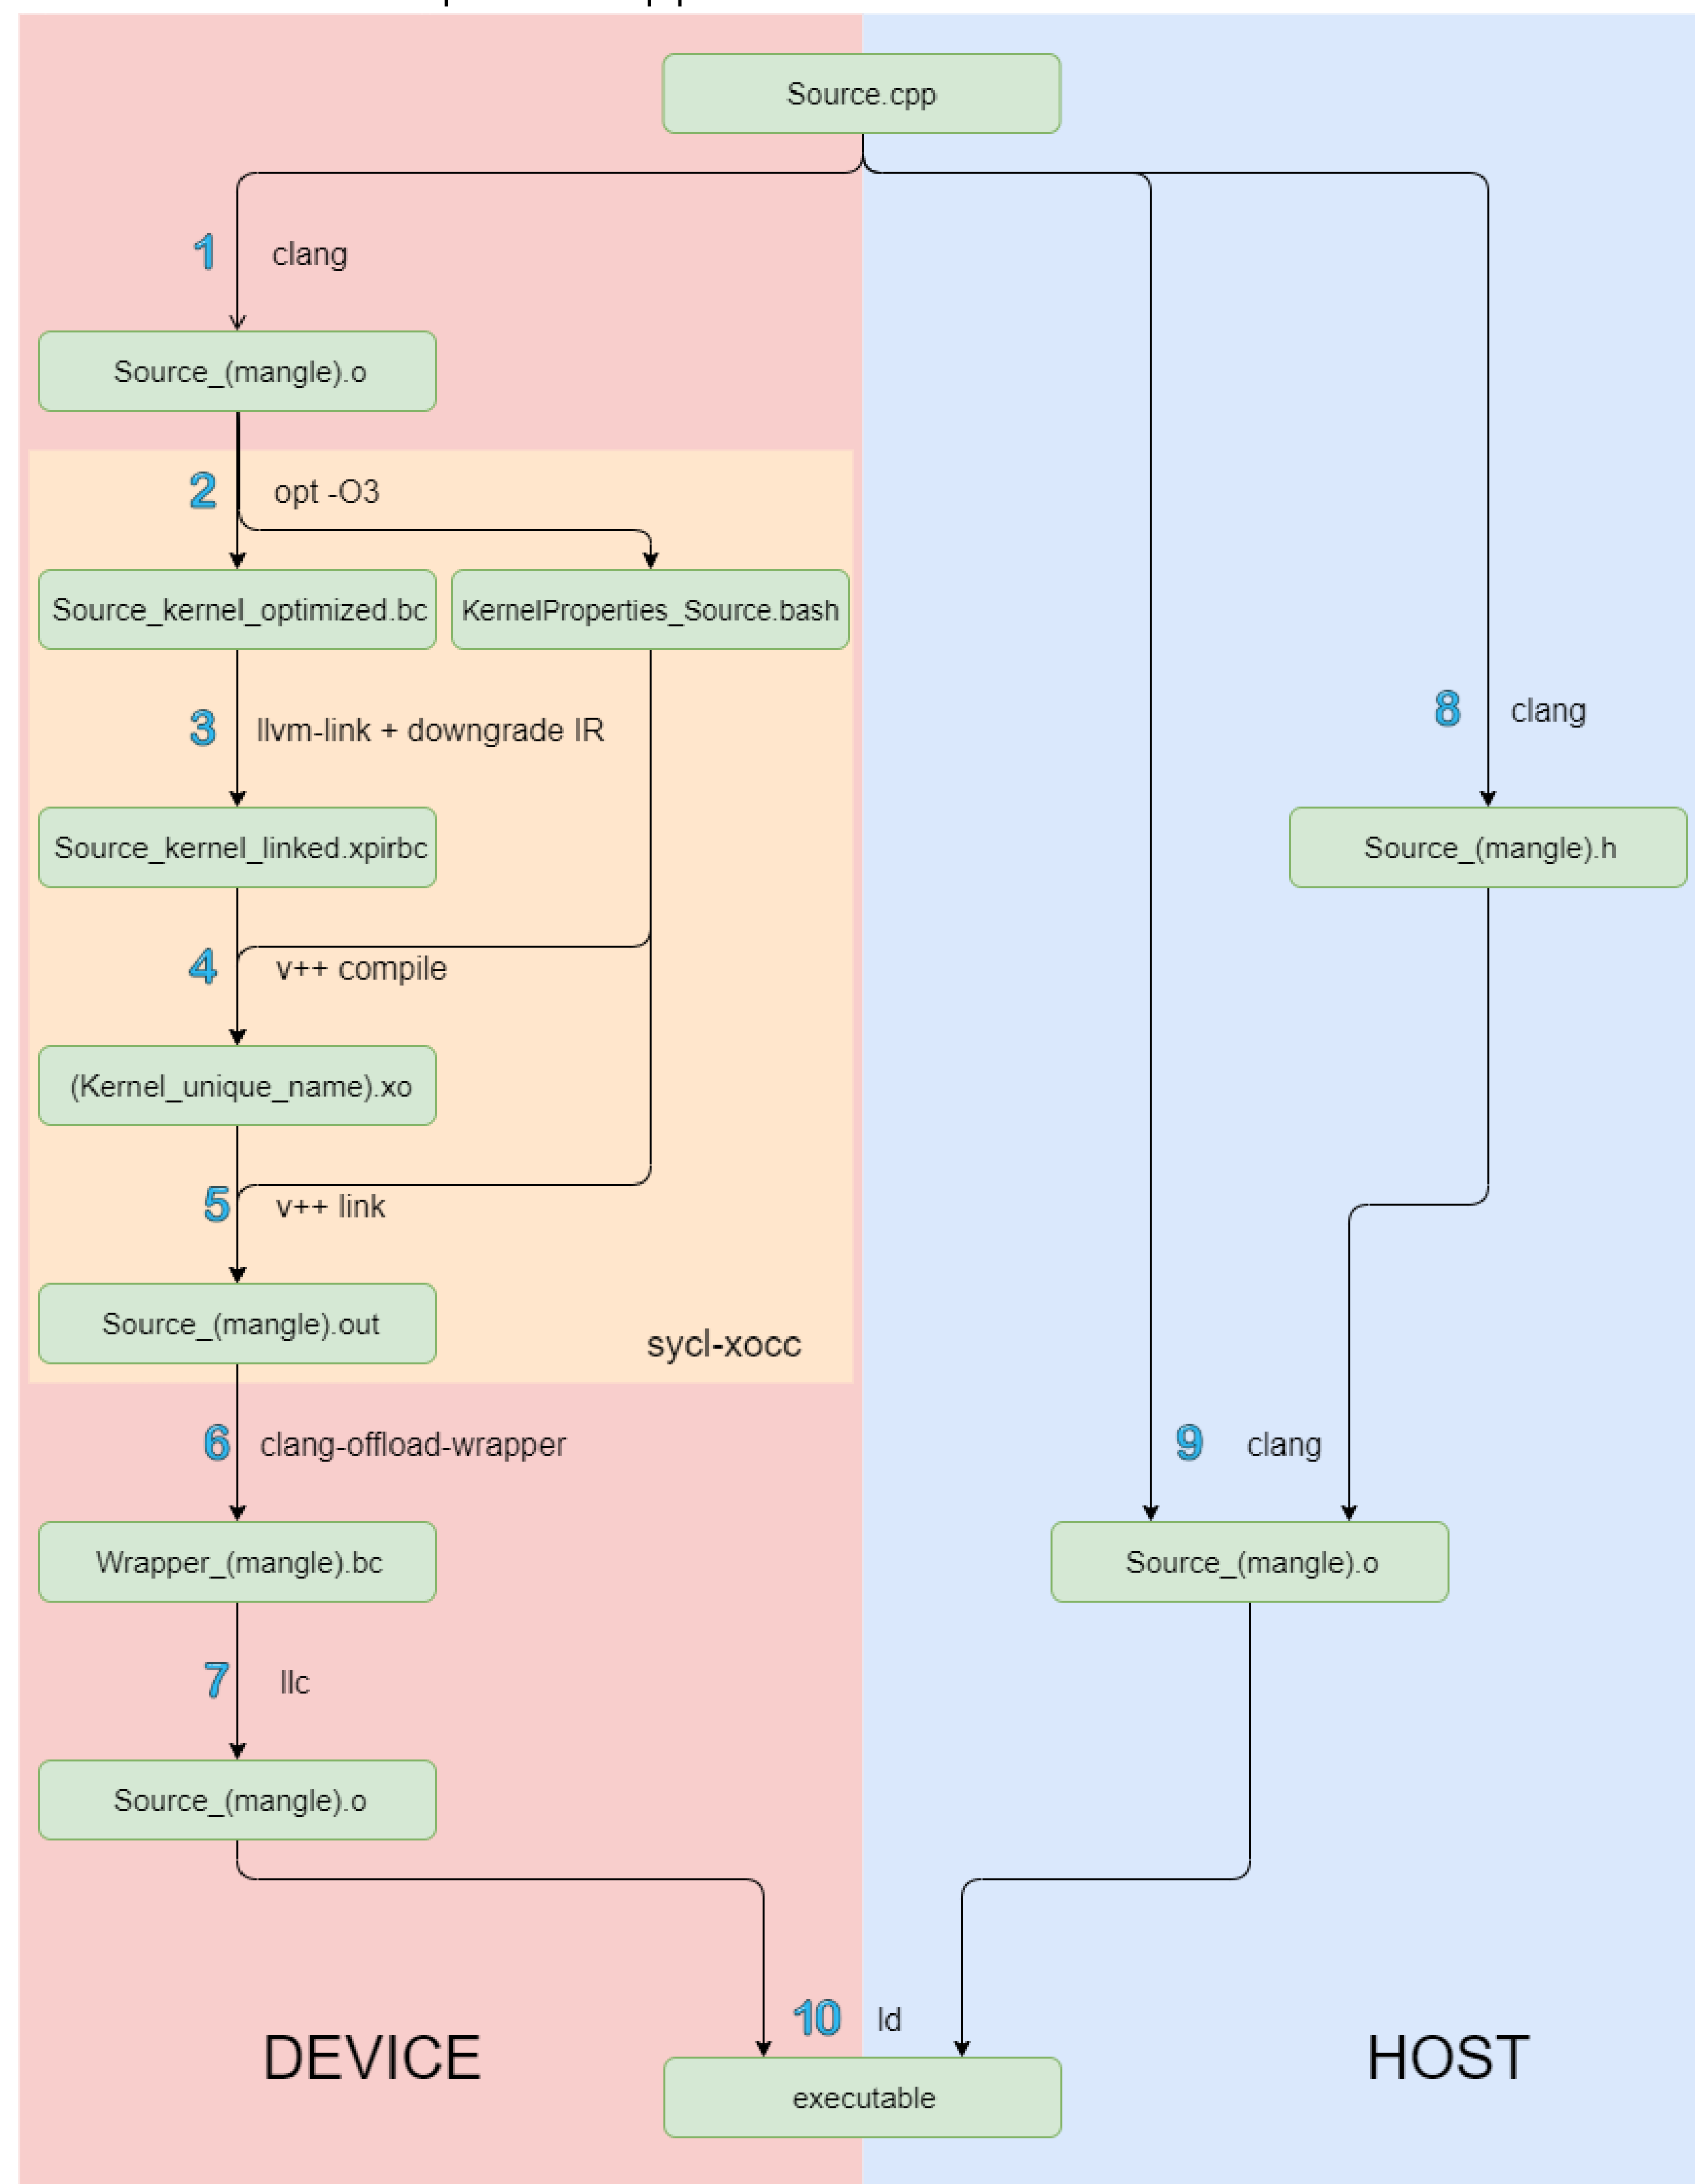 Source.cpp
1 clang
Source_(mangle).o
2 opt -O3
Source_kernel_optimized.bc
KernelProperties_Source.bash
3 llvm-link + downgrade IR
8 clang
Source_kernel_linked.xpirbc
Source_(mangle).h
4 v++ compile
(Kernel_unique_name).xo
5 v++ link
Source_(mangle).out
sycl-xocc
6 clang-offload-wrapper
9 clang
Wrapper_(mangle).bc
Source_(mangle).o
7 llc
Source_(mangle).o
10 ld
DEVICE
HOST
executable